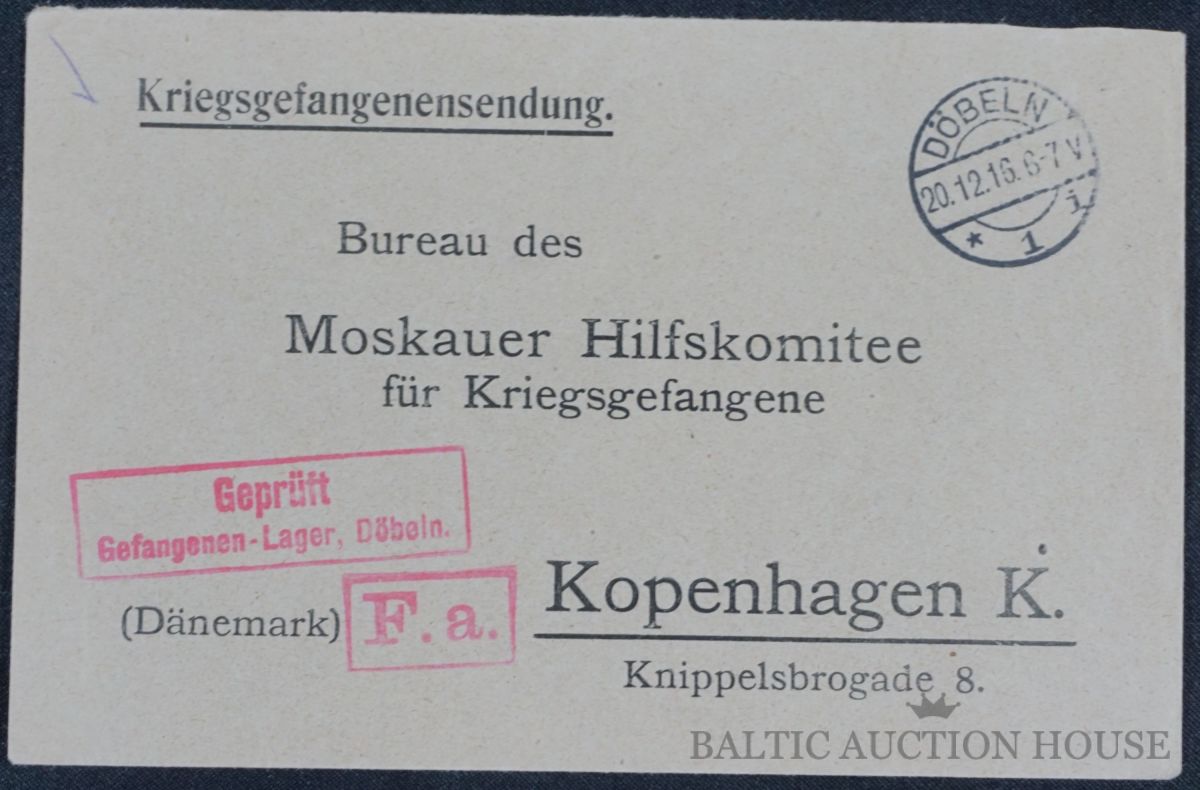 Kriegsgefangenensendung.
DÖBELN
20.12.16. 6-7 V
* 1 i
Bureau des
Moskauer Hilfskomitee
für Kriegsgefangene
Geprüft
Gefangenen-Lager, Döbeln.
(Dänemark)
F. a.
Kopenhagen K.
Knippelsbrogade 8.
BALTIC AUCTION HOUSE